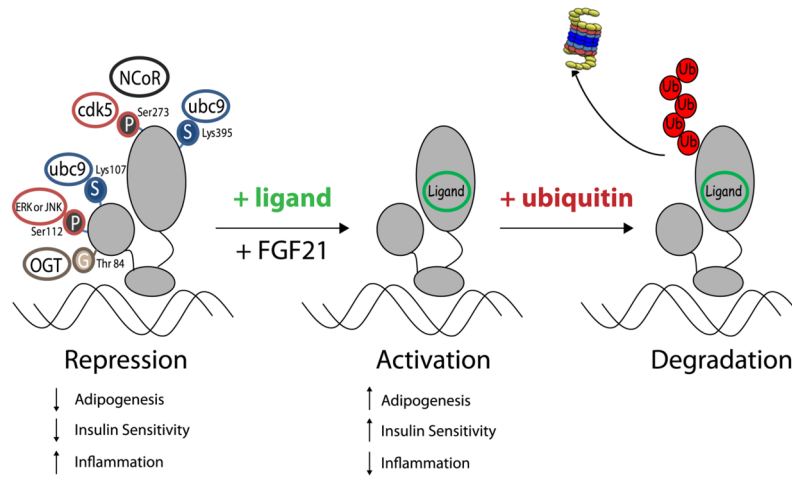 NCoR
cdk5
P
Ser273
ubc9
S
Lys395
ubc9
Lys107
S
ERK or JNK
P
Ser112
OGT
G
Thr 84
+ ligand
+ FGF21
Ligand
+ ubiquitin
Ub
Ub
Ub
Ub
Ub
Ligand
Repression
↓ Adipogenesis
↓ Insulin Sensitivity
↑ Inflammation
Activation
↑ Adipogenesis
↑ Insulin Sensitivity
↓ Inflammation
Degradation